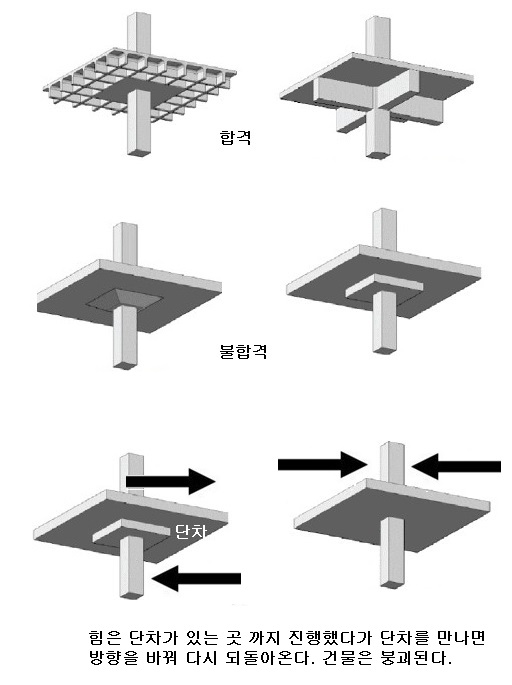 합격
불합격
단차
힘은 단차가 있는 곳 까지 진행했다가 단차를 만나면
방향을 바꿔 다시 되돌아온다. 건물은 붕괴된다.